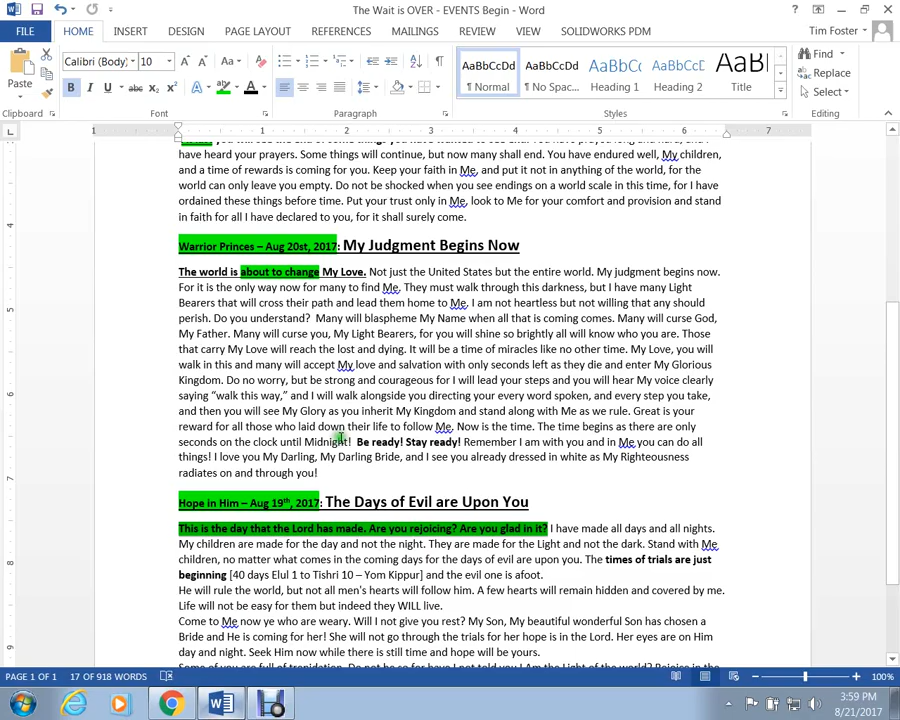 The Wait is OVER - EVENTS Begin - Word
FILE HOME INSERT DESIGN PAGE LAYOUT REFERENCES MAILINGS REVIEW VIEW SOLIDWORKS PDM Tim Foster
Calibri (Body) 10 Aa
AaBbCcDd AaBbCcDd AaBbCc AaBbCcC AaBl
Find
Replace
Select
Paste
B I U abc x₂ x² A A
¶ Normal ¶ No Spac... Heading 1 Heading 2 Title
Clipboard Font Paragraph Styles Editing
1 1 2 3 4 5 6 7
have heard your prayers. Some things will continue, but now many shall end. You have endured well, My children,
and a time of rewards is coming for you. Keep your faith in Me, and put it not in anything of the world, for the
world can only leave you empty. Do not be shocked when you see endings on a world scale in this time, for I have
ordained these things before time. Put your trust only in Me, look to Me for your comfort and provision and stand
in faith for all I have declared to you, for it shall surely come.
Warrior Princes – Aug 20st, 2017: My Judgment Begins Now
The world is about to change My Love. Not just the United States but the entire world. My judgment begins now.
For it is the only way now for many to find Me. They must walk through this darkness, but I have many Light
Bearers that will cross their path and lead them home to Me. I am not heartless but not willing that any should
perish. Do you understand?  Many will blaspheme My Name when all that is coming comes. Many will curse God,
My Father. Many will curse you, My Light Bearers, for you will shine so brightly all will know who you are. Those
that carry My Love will reach the lost and dying. It will be a time of miracles like no other time. My Love, you will
walk in this and many will accept My love and salvation with only seconds left as they die and enter My Glorious
Kingdom. Do no worry, but be strong and courageous for I will lead your steps and you will hear My voice clearly
saying “walk this way,” and I will walk alongside you directing your every word spoken, and every step you take,
and then you will see My Glory as you inherit My Kingdom and stand along with Me as we rule. Great is your
reward for all those who laid down their life to follow Me. Now is the time. The time begins as there are only
seconds on the clock until Midnight!  Be ready! Stay ready! Remember I am with you and in Me you can do all
things! I love you My Darling, My Darling Bride, and I see you already dressed in white as My Righteousness
radiates on and through you!
Hope in Him – Aug 19th, 2017: The Days of Evil are Upon You
This is the day that the Lord has made. Are you rejoicing? Are you glad in it? I have made all days and all nights.
My children are made for the day and not the night. They are made for the Light and not the dark. Stand with Me
children, no matter what comes in the coming days for the days of evil are upon you. The times of trials are just
beginning [40 days Elul 1 to Tishri 10 – Yom Kippur] and the evil one is afoot.
He will rule the world, but not all men's hearts will follow him. A few hearts will remain hidden and covered by me.
Life will not be easy for them but indeed they WILL live.
Come to Me now ye who are weary. Will I not give you rest? My Son, My beautiful wonderful Son has chosen a
Bride and He is coming for her! She will not go through the trials for her hope is in the Lord. Her eyes are on Him
day and night. Seek Him now while there is still time and hope will be yours.
PAGE 1 OF 1 17 OF 918 WORDS 100%
3:59 PM
8/21/2017